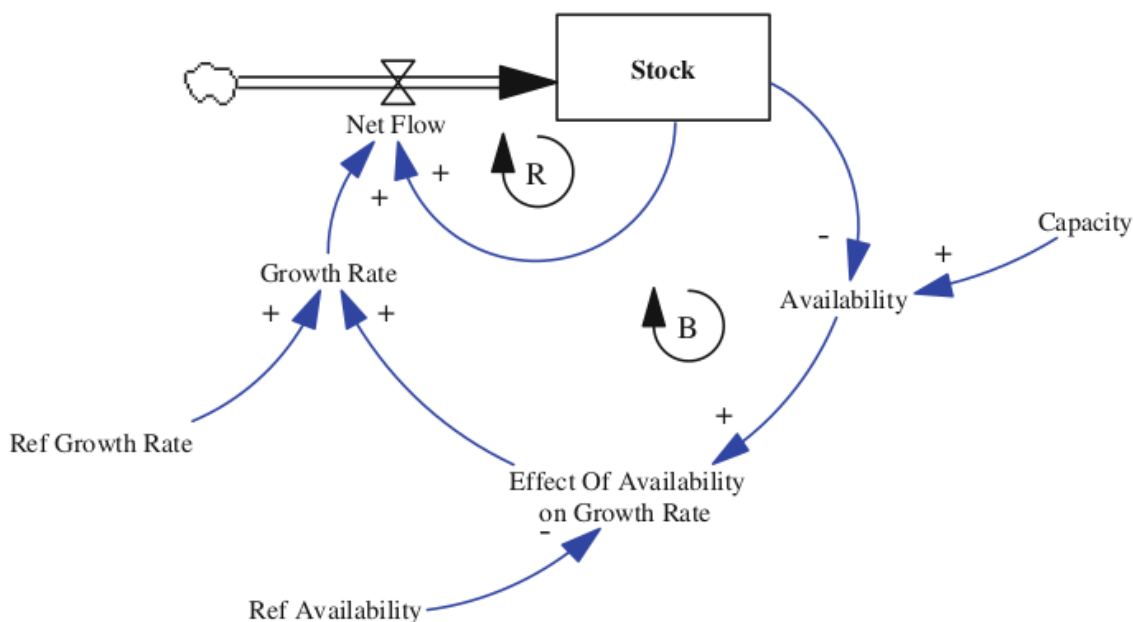 Stock
Net Flow
R
+
+
-
Capacity
+
Growth Rate
Availability
+
+
B
+
Ref Growth Rate
Effect Of Availability
on Growth Rate
-
Ref Availability